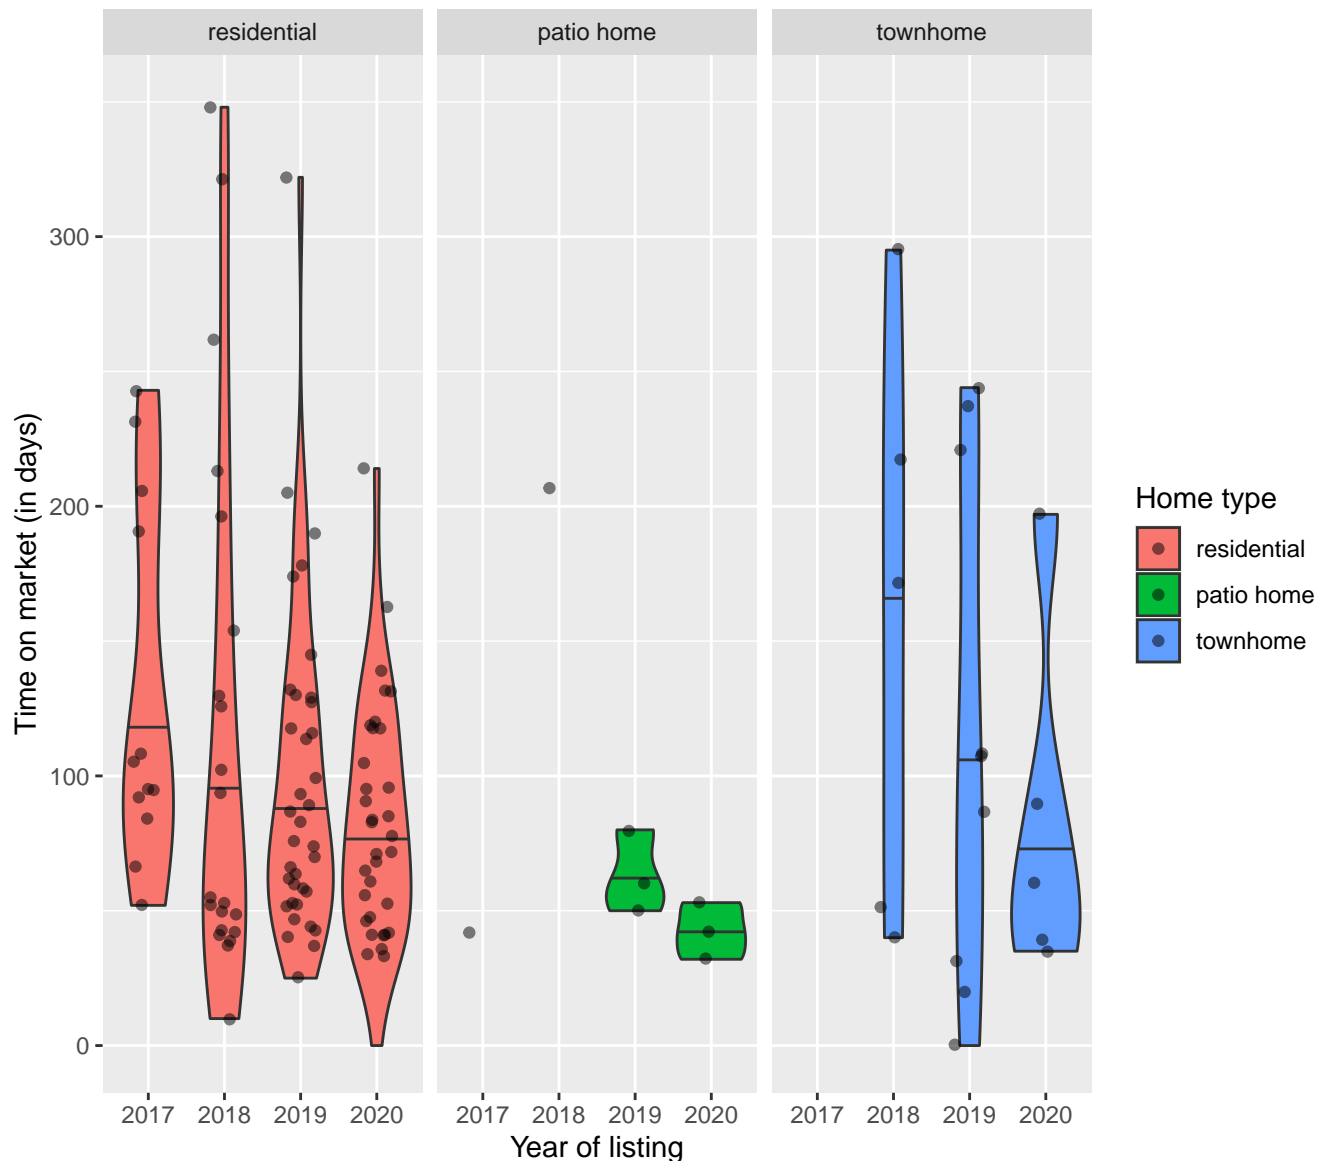 residential
patio home
townhome
Time on market (in days)
300
200
100
0
2017 2018 2019 2020
2017 2018 2019 2020
2017 2018 2019 2020
Year of listing
Home type
residential
patio home
townhome